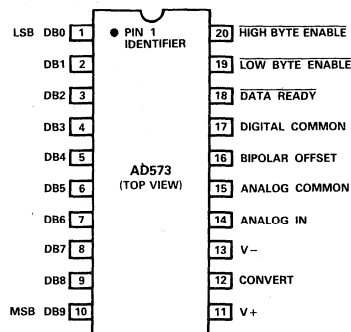 LSB DB0 1 ● PIN 1 IDENTIFIER 20 HIGH BYTE ENABLE
DB1 2 19 LOW BYTE ENABLE
DB2 3 18 DATA READY
DB3 4 17 DIGITAL COMMON
DB4 5 16 BIPOLAR OFFSET
AD573
(TOP VIEW)
DB5 6 15 ANALOG COMMON
DB6 7 14 ANALOG IN
DB7 8 13 V−
DB8 9 12 CONVERT
MSB DB9 10 11 V+